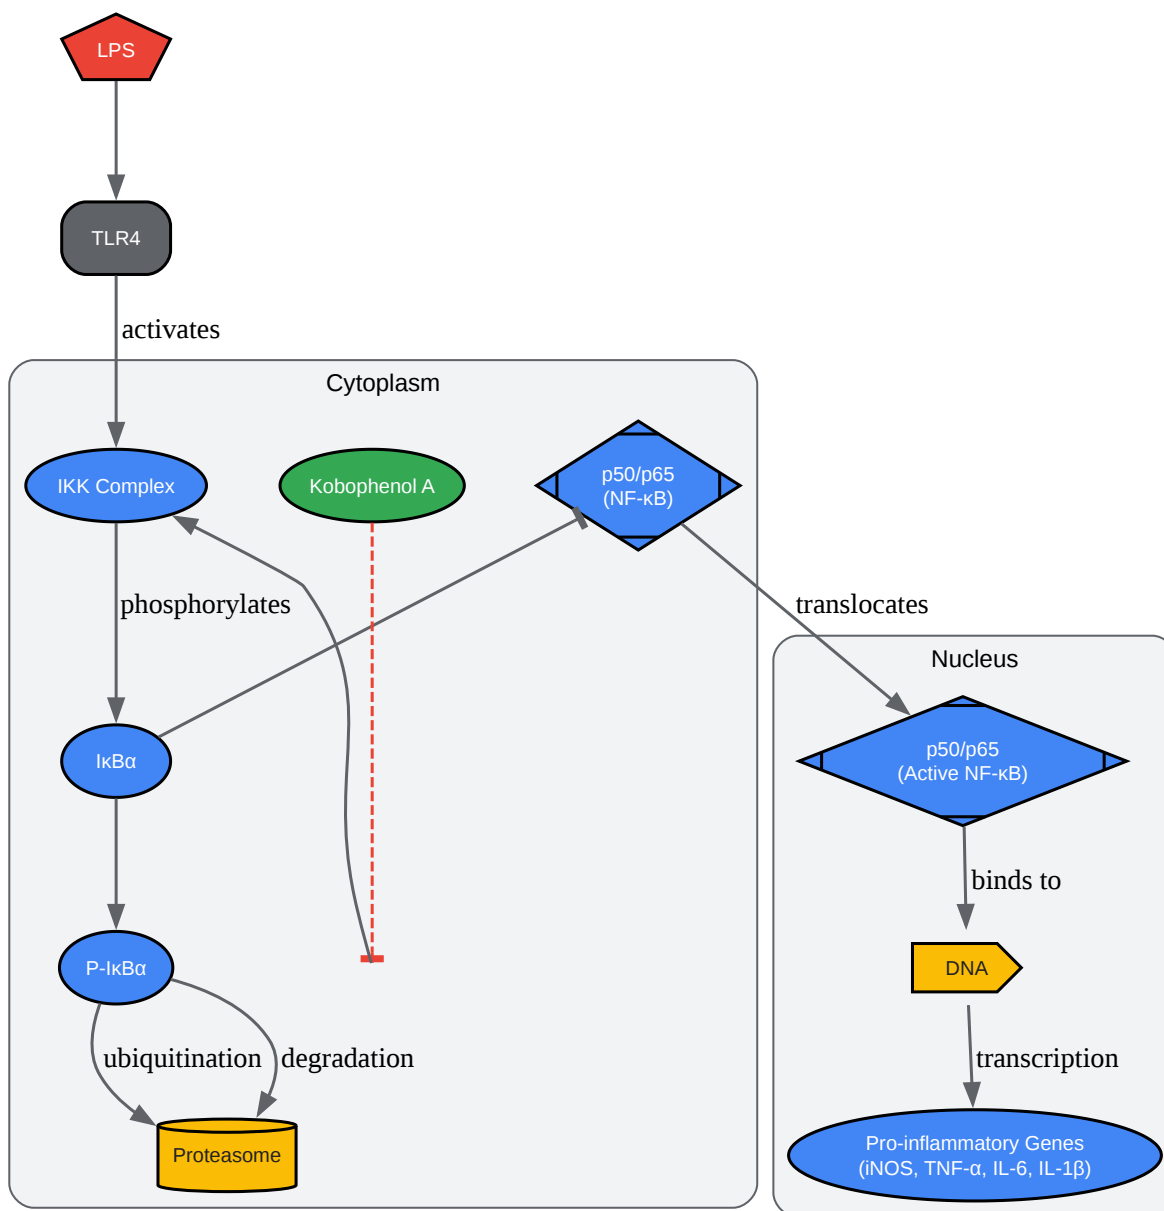 LPS
TLR4
activates
Cytoplasm
IKK Complex
Kobophenol A
p50/p65
(NF-κB)
phosphorylates
translocates
Nucleus
IκBα
p50/p65
(Active NF-κB)
binds to
P-IκBα
DNA
ubiquitination
degradation
transcription
Proteasome
Pro-inflammatory Genes
(iNOS, TNF-α, IL-6, IL-1β)